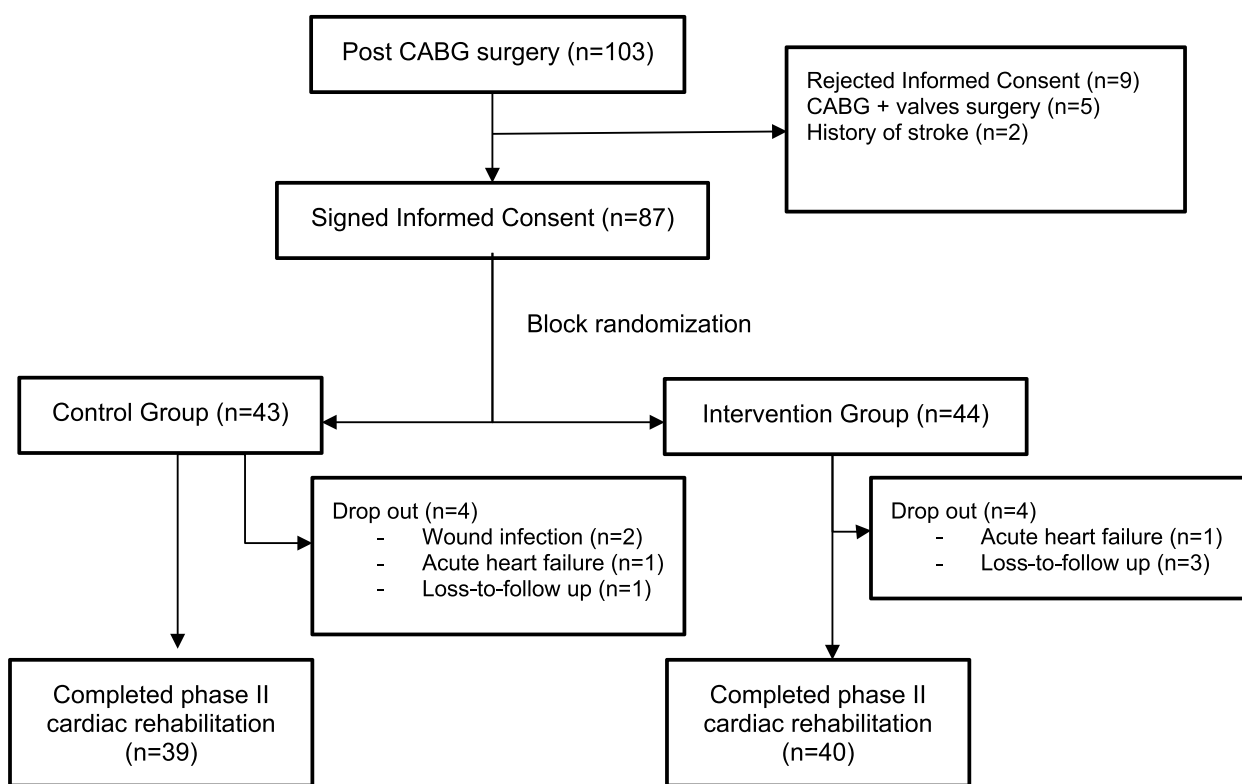 Post CABG surgery (n=103)
Rejected Informed Consent (n=9)
CABG + valves surgery (n=5)
History of stroke (n=2)
Signed Informed Consent (n=87)
Block randomization
Control Group (n=43)
Intervention Group (n=44)
Drop out (n=4)
- Wound infection (n=2)
- Acute heart failure (n=1)
- Loss-to-follow up (n=1)
Drop out (n=4)
- Acute heart failure (n=1)
- Loss-to-follow up (n=3)
Completed phase II
cardiac rehabilitation
(n=39)
Completed phase II
cardiac rehabilitation
(n=40)